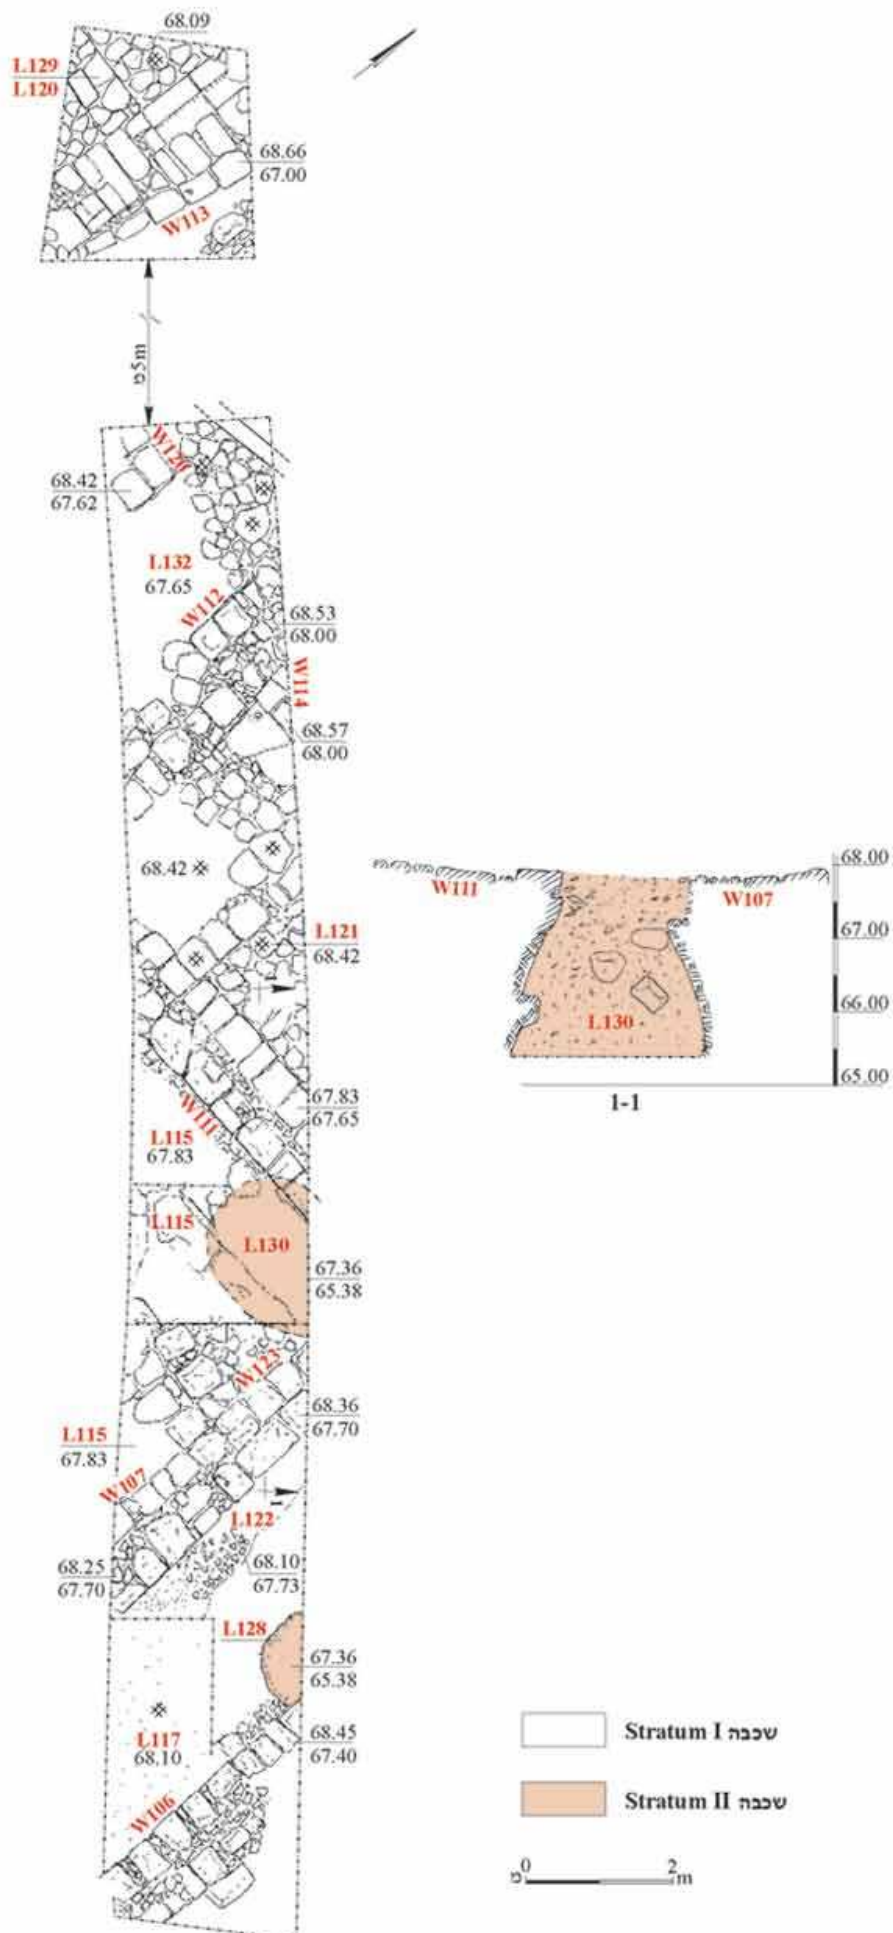 68.09
L129
L120
68.66
67.00
W113
5m מ
W120
68.42
67.62
L132
67.65
W112
68.53
68.00
W114
68.57
68.00
68.42
L121
68.42
1
67.83
67.65
W111
L115
67.83
L115
L130
67.36
65.38
W123
68.36
67.70
L115
67.83
W107
1
L122
68.25
67.70
68.10
67.73
L128
67.36
65.38
L117
68.10
68.45
67.40
W106
68.00
W111
W107
67.00
66.00
L130
65.00
1-1
Stratum I שכבה
Stratum II שכבה
מ 0 2 m